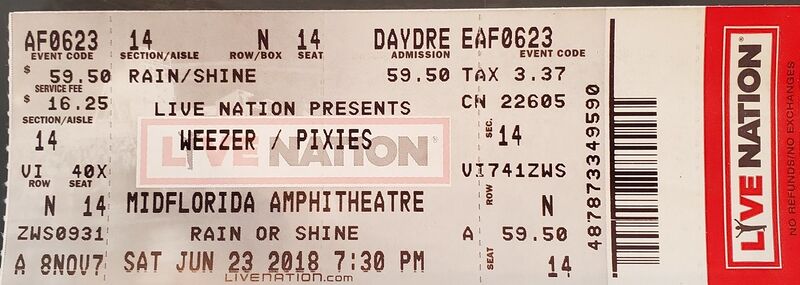 AF0623 14 N 14 DAYDRE EAF0623
EVENT CODE SECTION/AISLE ROW/BOX SEAT ADMISSION EVENT CODE
$ 59.50 RAIN/SHINE 59.50 TAX 3.37
SERVICE FEE
$ 16.25 LIVE NATION PRESENTS CN 22605
SECTION/AISLE
14 WEEZER / PIXIES SEC. 14
LIVE NATION®
VI 40X VI741ZWS
ROW SEAT
N 14 MIDFLORIDA AMPHITHEATRE ROW N
ZWS0931 RAIN OR SHINE A 59.50
A 8NOV7 SAT JUN 23 2018 7:30 PM SEAT 14
LIVENATION.com
487873349590
LIVE NATION®
NO REFUNDS/NO EXCHANGES